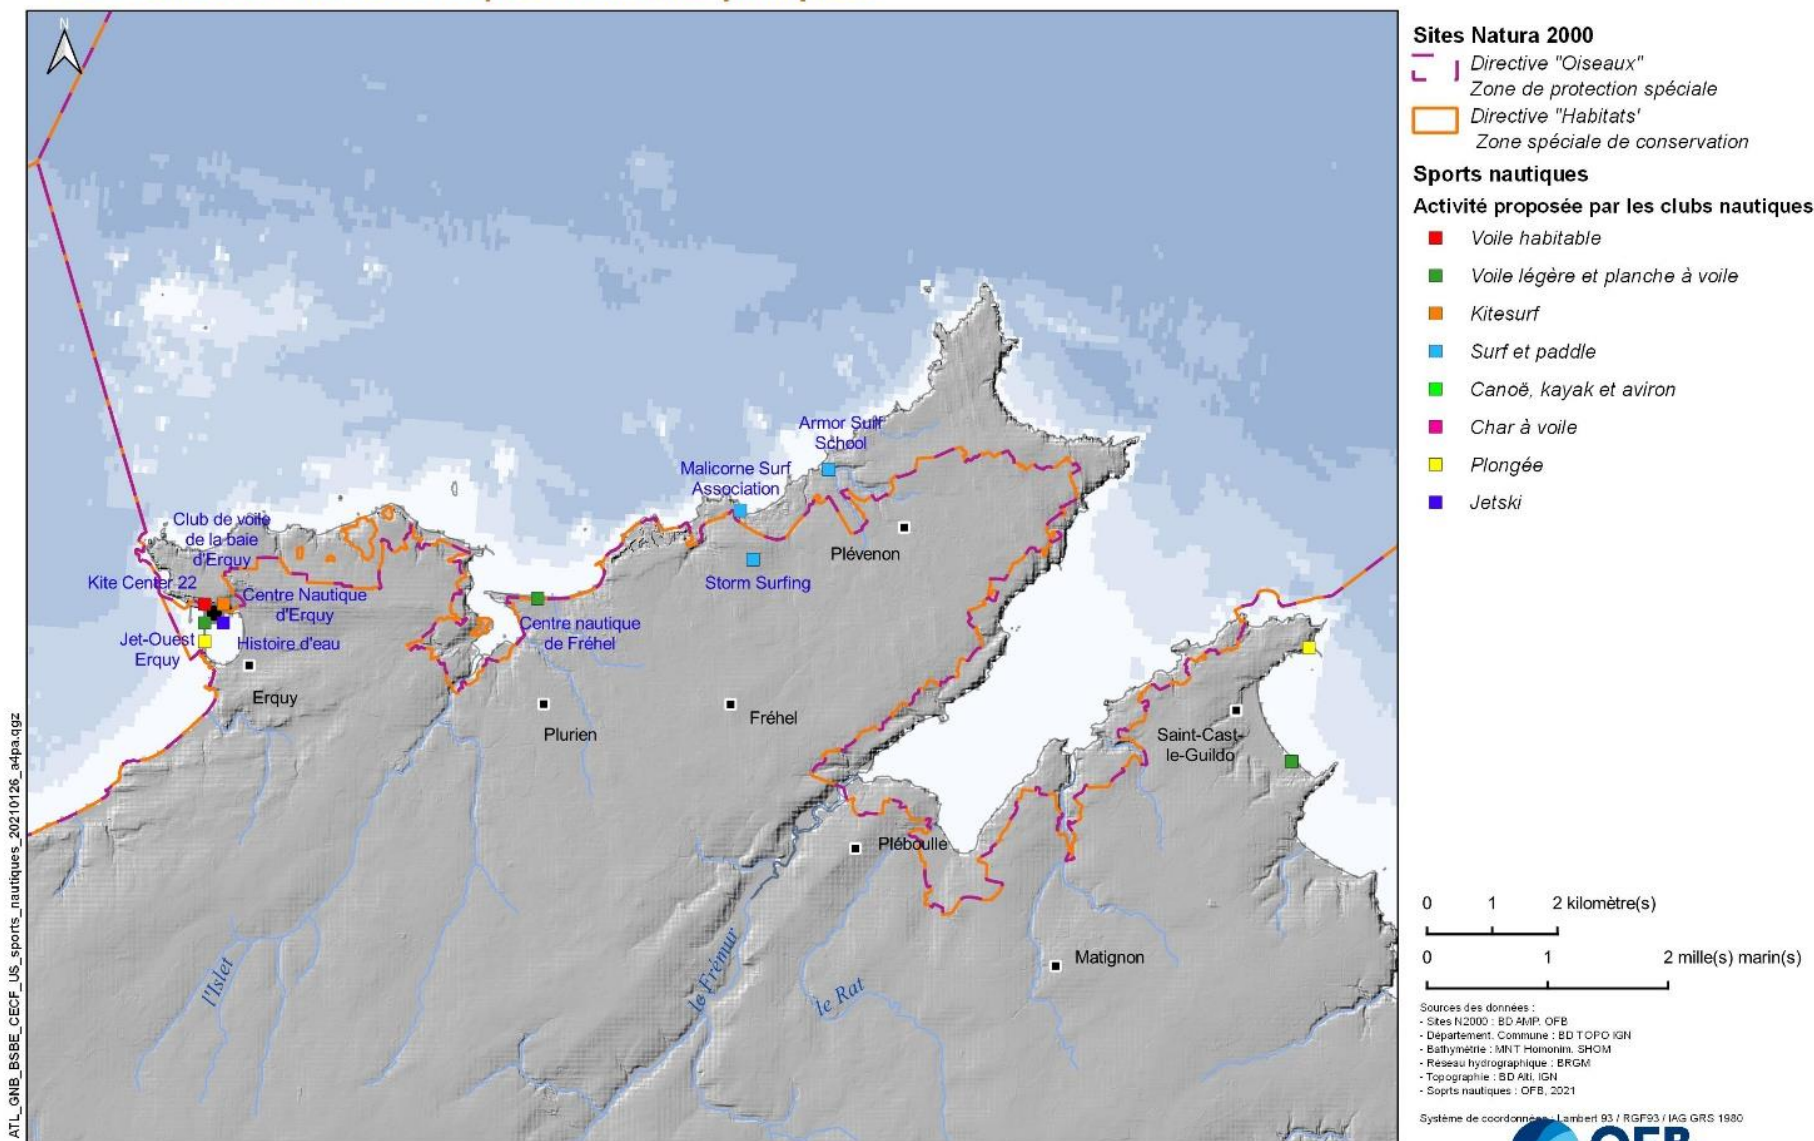 N
Club de voile
de la baie
d'Erquy
Kite Center 22
Centre Nautique
d'Erquy
Jet-Ouest
Erquy
Histoire d'eau
Erquy
Armor Surf
School
Malicorne Surf
Association
Plévenon
Storm Surfing
Centre nautique
de Fréhel
Plurien
Fréhel
Saint-Cast-
le-Guildo
Pléboulle
Matignon
l'Islet
le Frémur
le Rat
ATL_GNB_BSBE_CECF_US_sports_nautiques_20210126_a4pa.qgz
Sites Natura 2000
Directive "Oiseaux"
Zone de protection spéciale
Directive "Habitats'
Zone spéciale de conservation
Sports nautiques
Activité proposée par les clubs nautiques
Voile habitable
Voile légère et planche à voile
Kitesurf
Surf et paddle
Canoë, kayak et aviron
Char à voile
Plongée
Jetski
0 1 2 kilomètre(s)
0 1 2 mille(s) marin(s)
Sources des données :
- Sites N2000 : BD AMP, OFB
- Département, Commune : BD TOPO IGN
- Bathymétrie : MNT Homonim, SHOM
- Réseau hydrographique : BRGM
- Topographie : BD Alti, IGN
- Soprts nautiques : OFB, 2021
Système de coordonnées : Lambert 93 / RGF93 / IAG GRS 1980
OFB